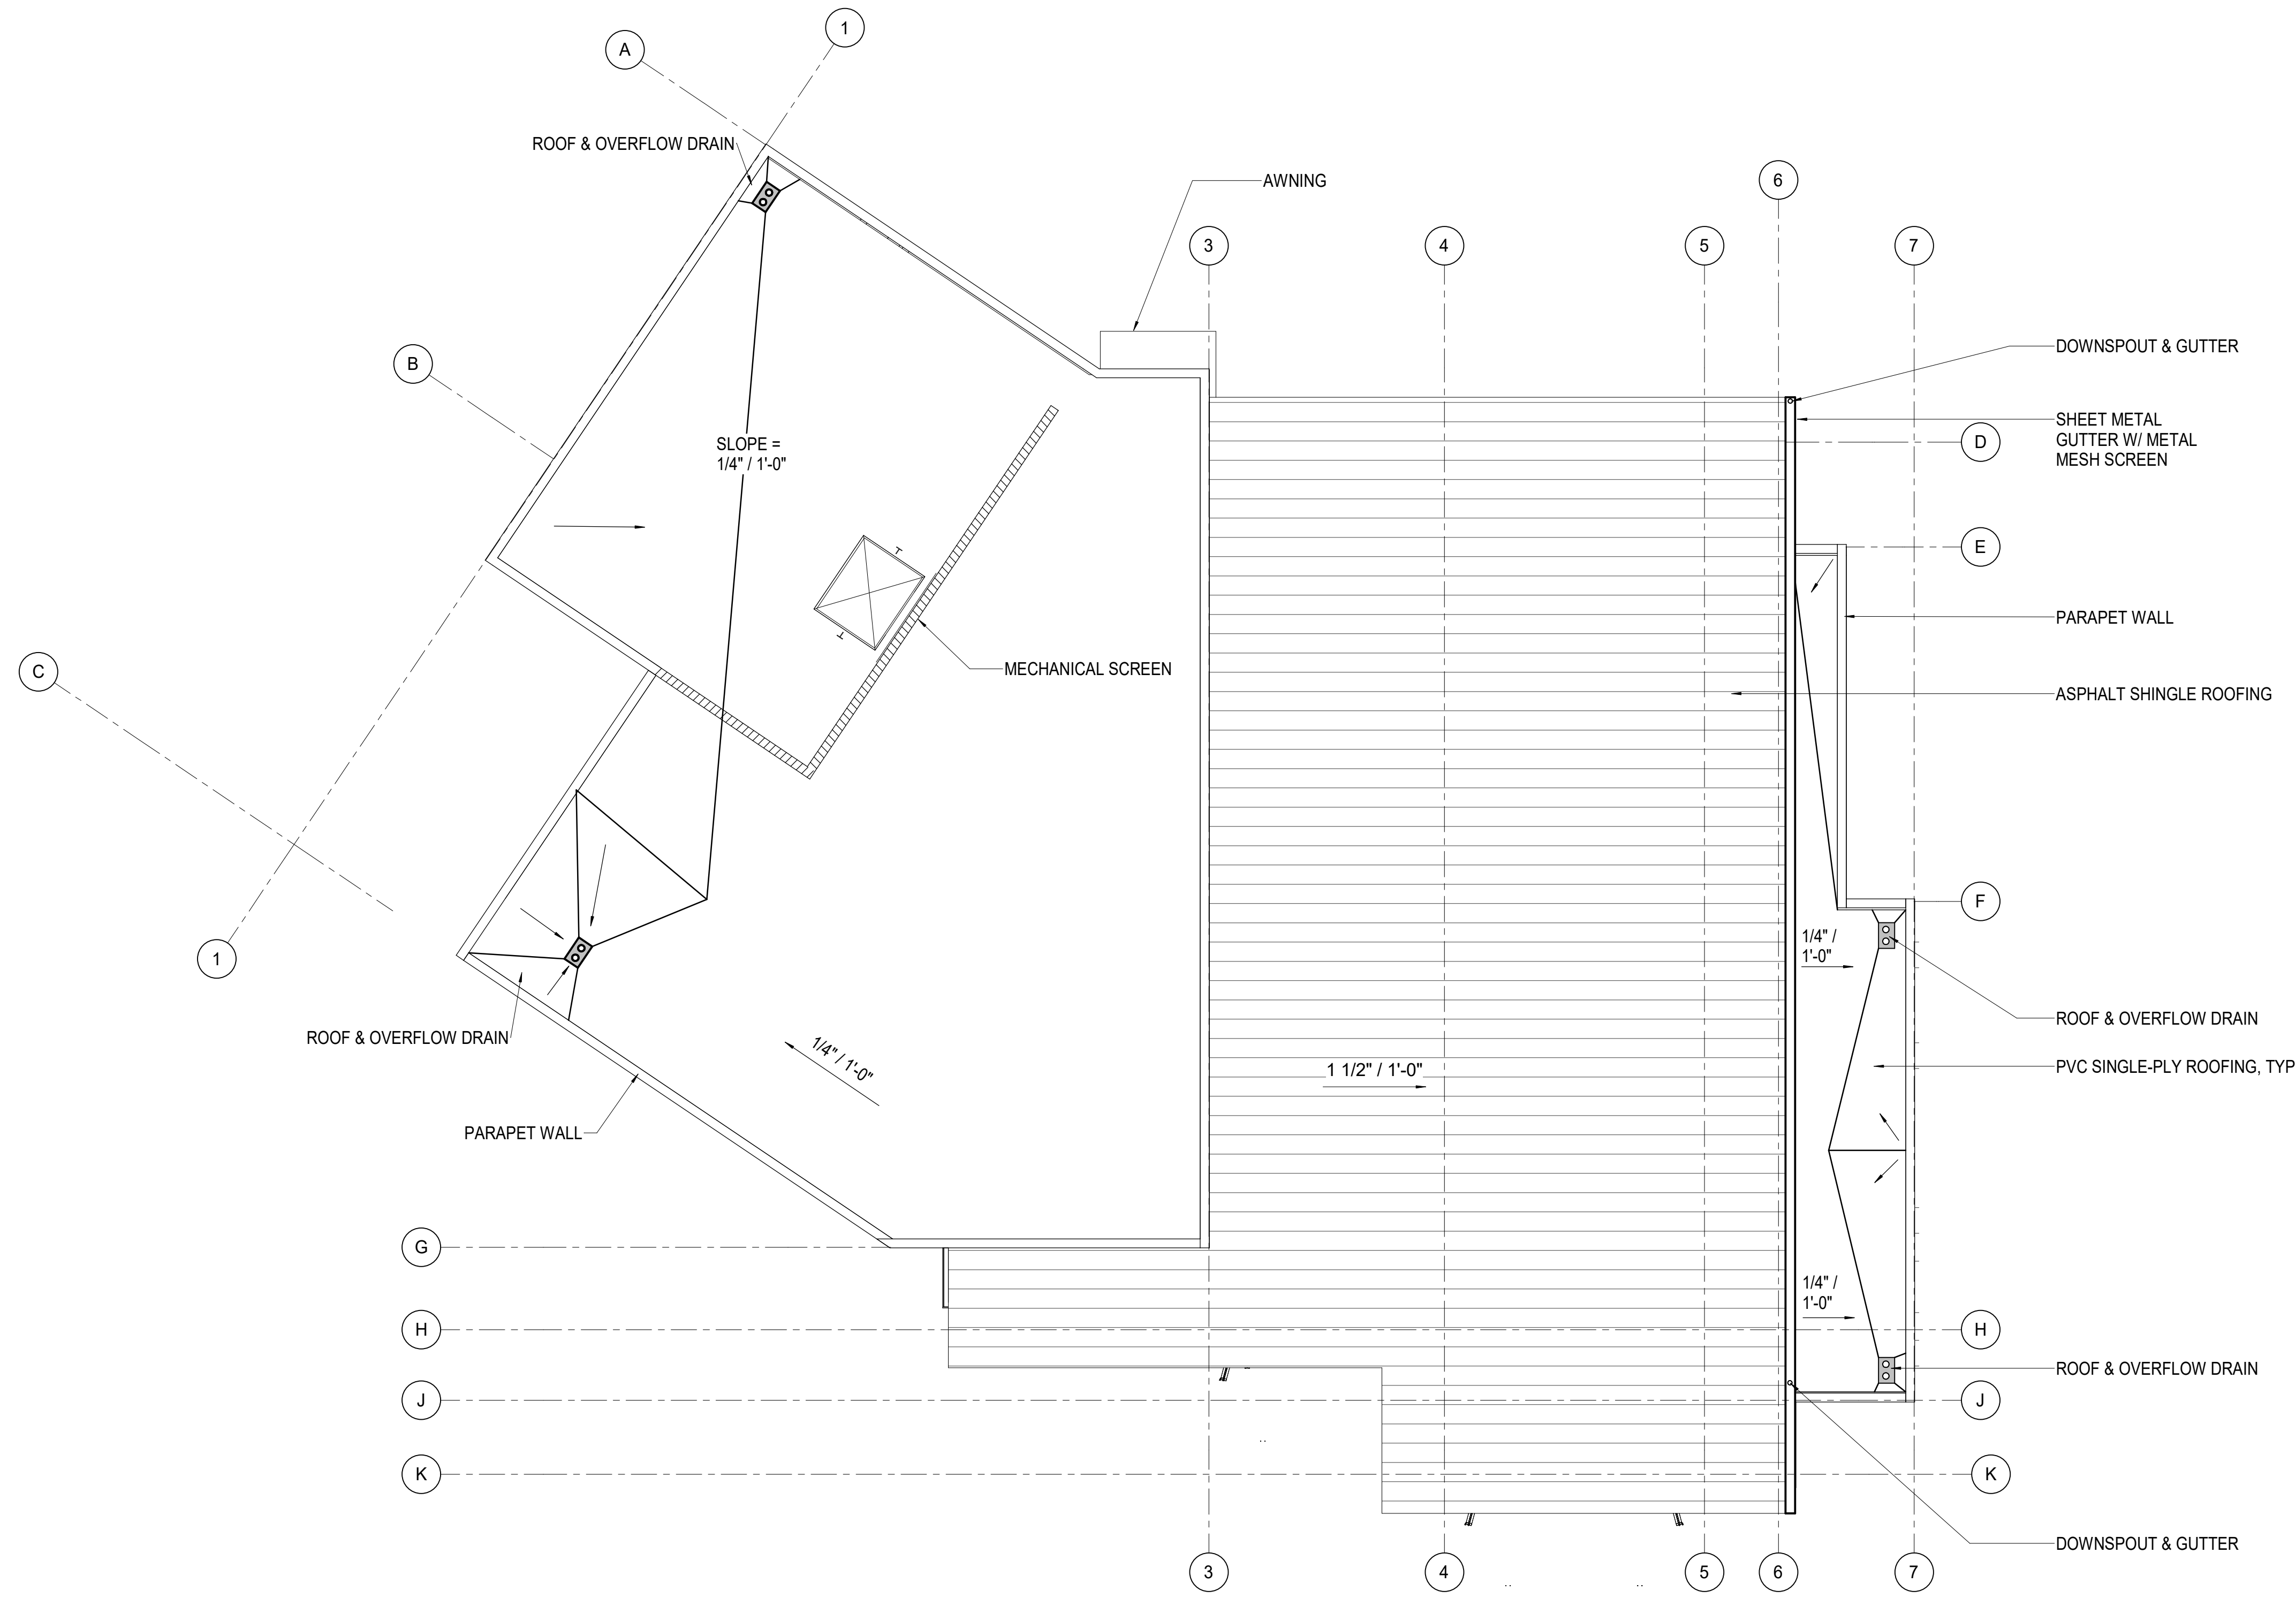 1
A
ROOF & OVERFLOW DRAIN
AWNING
6
3
4
5
7
DOWNSPOUT & GUTTER
B
SHEET METAL
GUTTER W/ METAL
MESH SCREEN
D
SLOPE =
1/4" / 1'-0"
E
PARAPET WALL
C
MECHANICAL SCREEN
ASPHALT SHINGLE ROOFING
F
1/4" /
1'-0"
1
ROOF & OVERFLOW DRAIN
ROOF & OVERFLOW DRAIN
1/4" / 1'-0"
1 1/2" / 1'-0"
PVC SINGLE-PLY ROOFING, TYP
PARAPET WALL
G
1/4" /
1'-0"
H
H
ROOF & OVERFLOW DRAIN
J
J
K
K
DOWNSPOUT & GUTTER
3
4
5
6
7